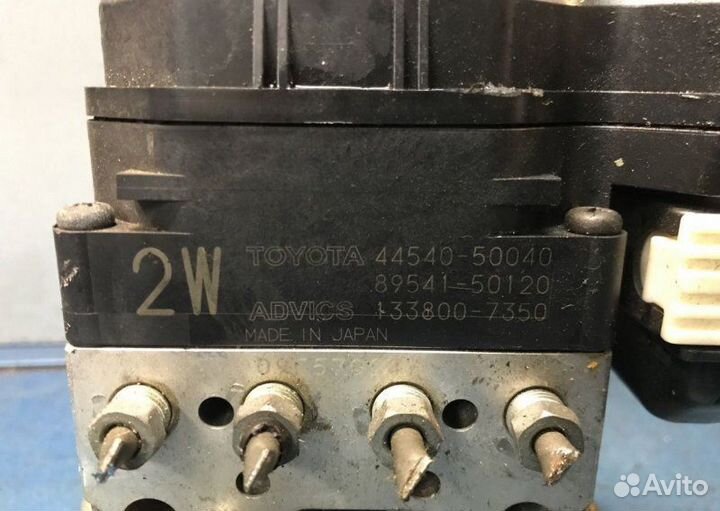 2W
TOYOTA 44540-50040
89541-50120
ADVICS 133800-7350
MADE IN JAPAN
Avito